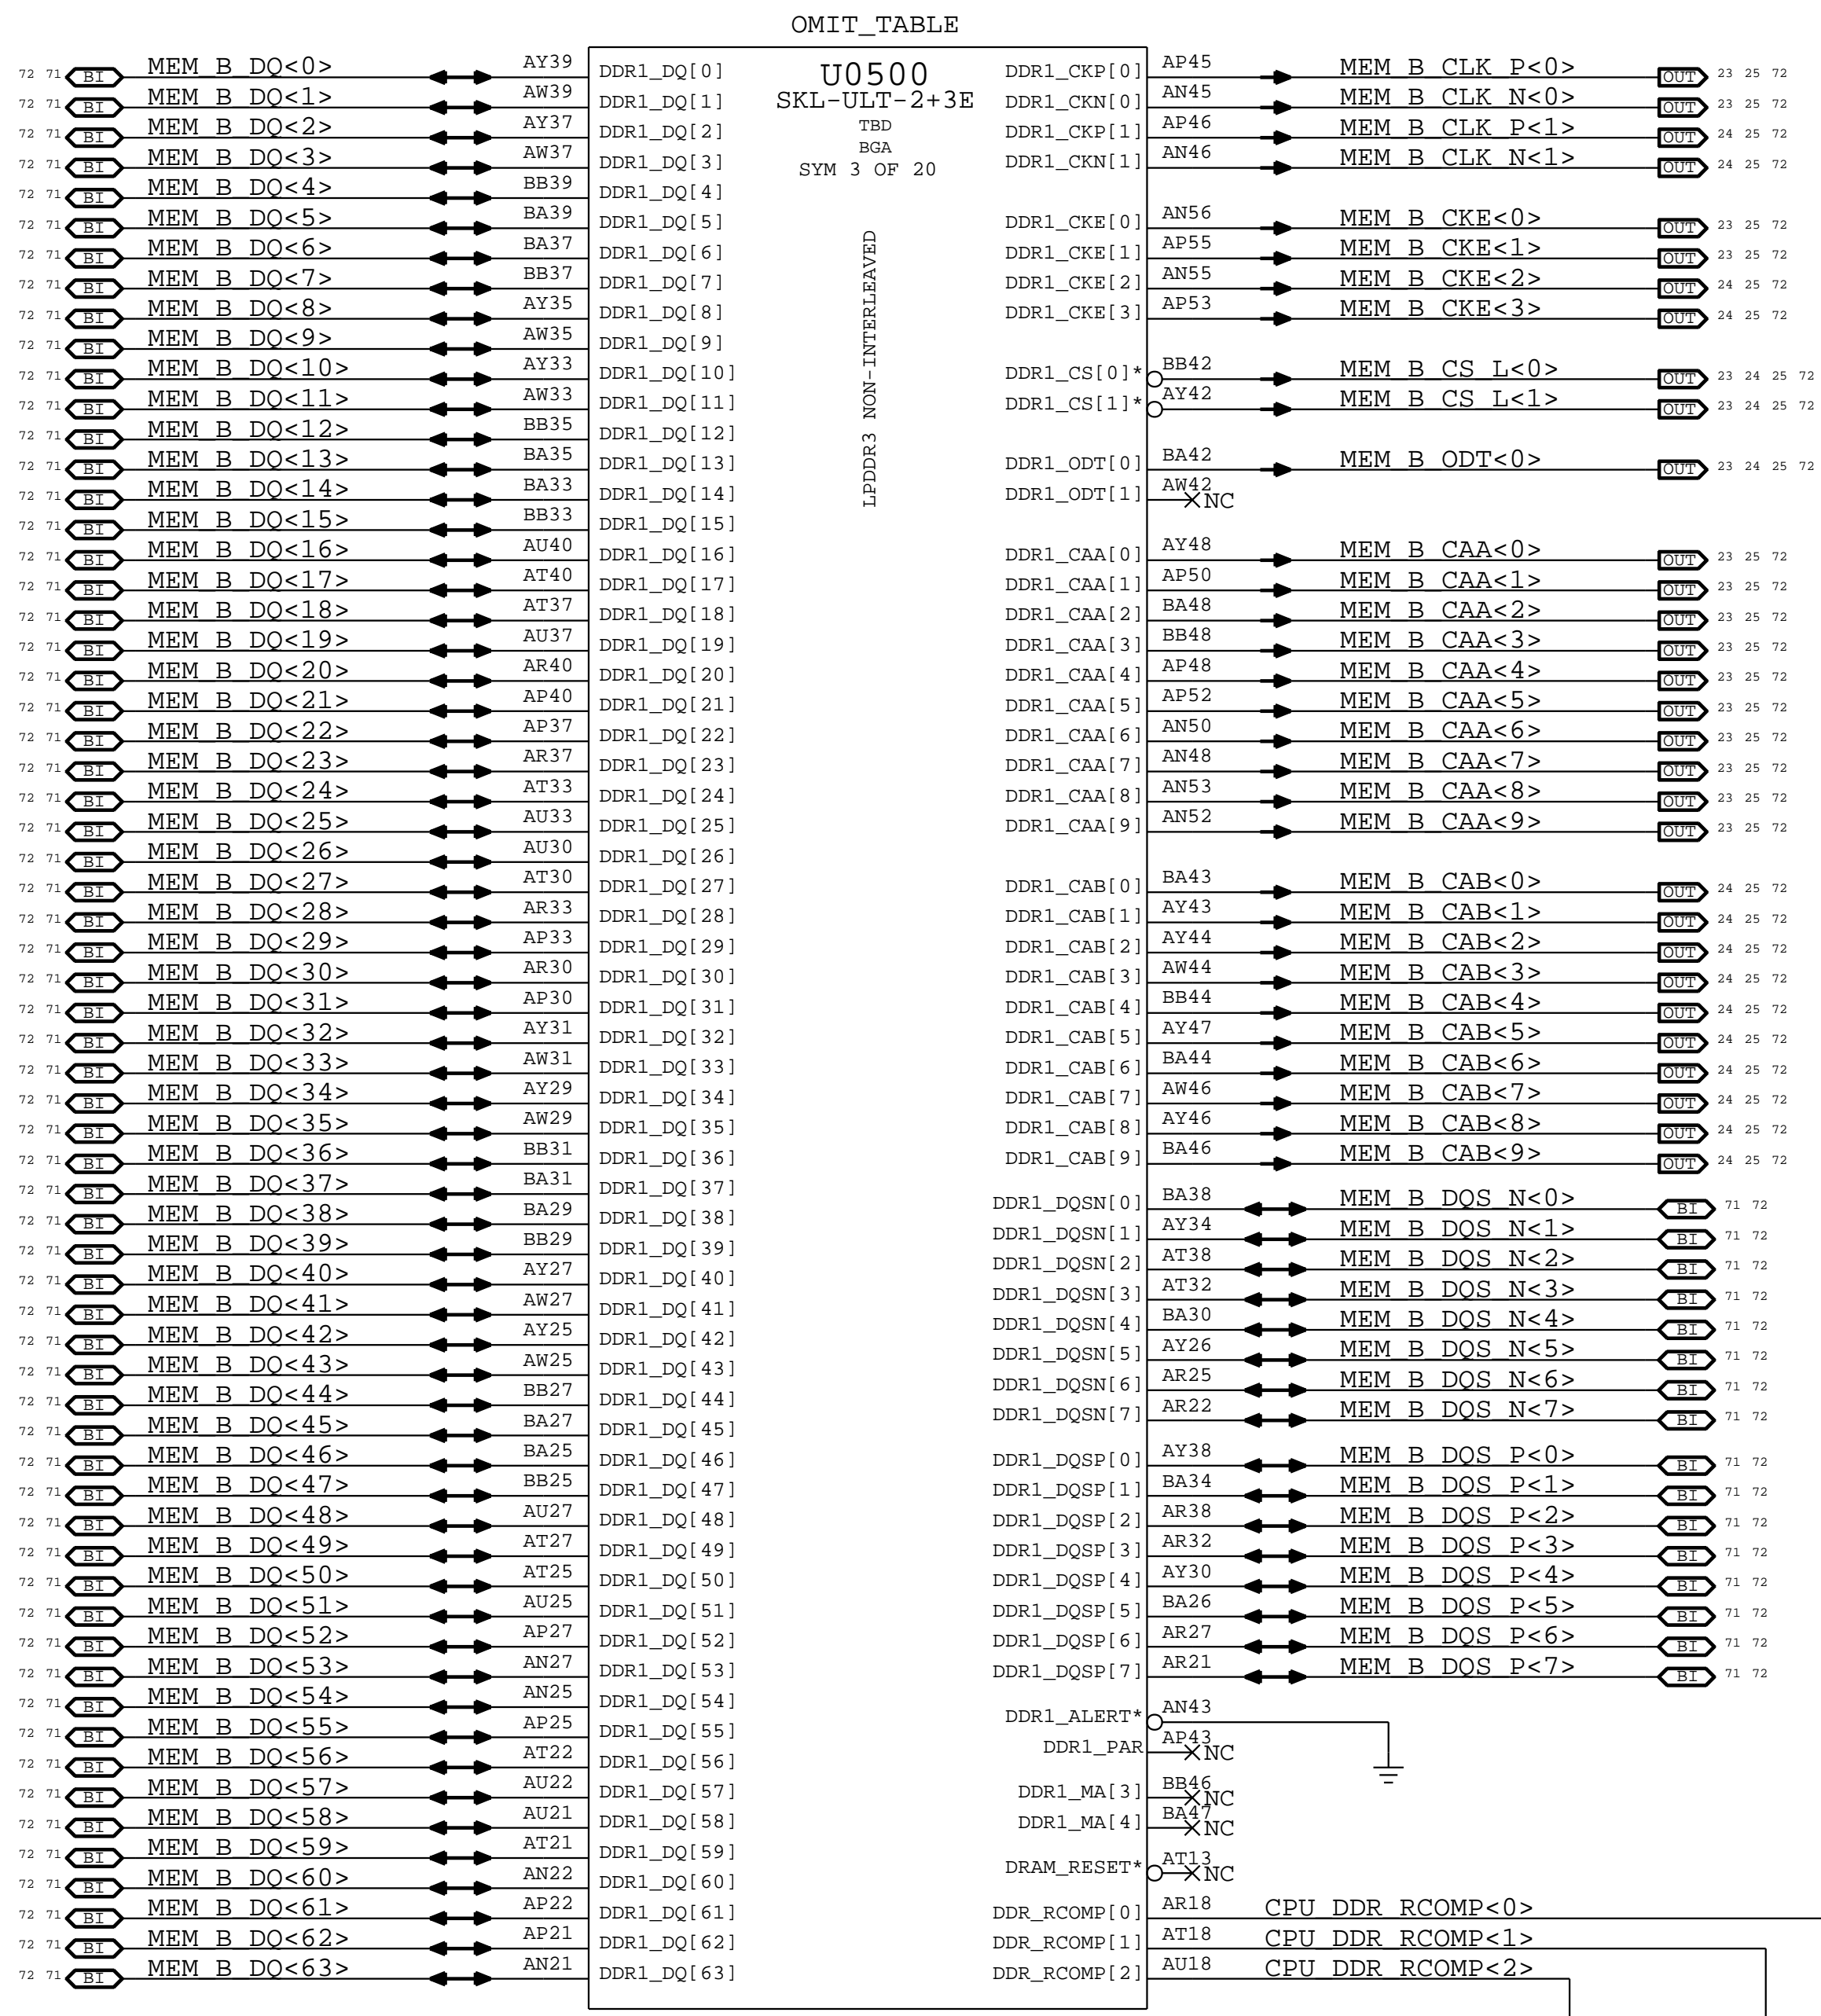 OMIT_TABLE
U0500
SKL-ULT-2+3E
TBD
BGA
SYM 3 OF 20
LPDDR3 NON-INTERLEAVED
72 71 BI MEM_B_DQ<0> AY39 DDR1_DQ[0]
72 71 BI MEM_B_DQ<1> AW39 DDR1_DQ[1]
72 71 BI MEM_B_DQ<2> AY37 DDR1_DQ[2]
72 71 BI MEM_B_DQ<3> AW37 DDR1_DQ[3]
72 71 BI MEM_B_DQ<4> BB39 DDR1_DQ[4]
72 71 BI MEM_B_DQ<5> BA39 DDR1_DQ[5]
72 71 BI MEM_B_DQ<6> BA37 DDR1_DQ[6]
72 71 BI MEM_B_DQ<7> BB37 DDR1_DQ[7]
72 71 BI MEM_B_DQ<8> AY35 DDR1_DQ[8]
72 71 BI MEM_B_DQ<9> AW35 DDR1_DQ[9]
72 71 BI MEM_B_DQ<10> AY33 DDR1_DQ[10]
72 71 BI MEM_B_DQ<11> AW33 DDR1_DQ[11]
72 71 BI MEM_B_DQ<12> BB35 DDR1_DQ[12]
72 71 BI MEM_B_DQ<13> BA35 DDR1_DQ[13]
72 71 BI MEM_B_DQ<14> BA33 DDR1_DQ[14]
72 71 BI MEM_B_DQ<15> BB33 DDR1_DQ[15]
72 71 BI MEM_B_DQ<16> AU40 DDR1_DQ[16]
72 71 BI MEM_B_DQ<17> AT40 DDR1_DQ[17]
72 71 BI MEM_B_DQ<18> AT37 DDR1_DQ[18]
72 71 BI MEM_B_DQ<19> AU37 DDR1_DQ[19]
72 71 BI MEM_B_DQ<20> AR40 DDR1_DQ[20]
72 71 BI MEM_B_DQ<21> AP40 DDR1_DQ[21]
72 71 BI MEM_B_DQ<22> AP37 DDR1_DQ[22]
72 71 BI MEM_B_DQ<23> AR37 DDR1_DQ[23]
72 71 BI MEM_B_DQ<24> AT33 DDR1_DQ[24]
72 71 BI MEM_B_DQ<25> AU33 DDR1_DQ[25]
72 71 BI MEM_B_DQ<26> AU30 DDR1_DQ[26]
72 71 BI MEM_B_DQ<27> AT30 DDR1_DQ[27]
72 71 BI MEM_B_DQ<28> AR33 DDR1_DQ[28]
72 71 BI MEM_B_DQ<29> AP33 DDR1_DQ[29]
72 71 BI MEM_B_DQ<30> AR30 DDR1_DQ[30]
72 71 BI MEM_B_DQ<31> AP30 DDR1_DQ[31]
72 71 BI MEM_B_DQ<32> AY31 DDR1_DQ[32]
72 71 BI MEM_B_DQ<33> AW31 DDR1_DQ[33]
72 71 BI MEM_B_DQ<34> AY29 DDR1_DQ[34]
72 71 BI MEM_B_DQ<35> AW29 DDR1_DQ[35]
72 71 BI MEM_B_DQ<36> BB31 DDR1_DQ[36]
72 71 BI MEM_B_DQ<37> BA31 DDR1_DQ[37]
72 71 BI MEM_B_DQ<38> BA29 DDR1_DQ[38]
72 71 BI MEM_B_DQ<39> BB29 DDR1_DQ[39]
72 71 BI MEM_B_DQ<40> AY27 DDR1_DQ[40]
72 71 BI MEM_B_DQ<41> AW27 DDR1_DQ[41]
72 71 BI MEM_B_DQ<42> AY25 DDR1_DQ[42]
72 71 BI MEM_B_DQ<43> AW25 DDR1_DQ[43]
72 71 BI MEM_B_DQ<44> BB27 DDR1_DQ[44]
72 71 BI MEM_B_DQ<45> BA27 DDR1_DQ[45]
72 71 BI MEM_B_DQ<46> BA25 DDR1_DQ[46]
72 71 BI MEM_B_DQ<47> BB25 DDR1_DQ[47]
72 71 BI MEM_B_DQ<48> AU27 DDR1_DQ[48]
72 71 BI MEM_B_DQ<49> AT27 DDR1_DQ[49]
72 71 BI MEM_B_DQ<50> AT25 DDR1_DQ[50]
72 71 BI MEM_B_DQ<51> AU25 DDR1_DQ[51]
72 71 BI MEM_B_DQ<52> AP27 DDR1_DQ[52]
72 71 BI MEM_B_DQ<53> AN27 DDR1_DQ[53]
72 71 BI MEM_B_DQ<54> AN25 DDR1_DQ[54]
72 71 BI MEM_B_DQ<55> AP25 DDR1_DQ[55]
72 71 BI MEM_B_DQ<56> AT22 DDR1_DQ[56]
72 71 BI MEM_B_DQ<57> AU22 DDR1_DQ[57]
72 71 BI MEM_B_DQ<58> AU21 DDR1_DQ[58]
72 71 BI MEM_B_DQ<59> AT21 DDR1_DQ[59]
72 71 BI MEM_B_DQ<60> AN22 DDR1_DQ[60]
72 71 BI MEM_B_DQ<61> AP22 DDR1_DQ[61]
72 71 BI MEM_B_DQ<62> AP21 DDR1_DQ[62]
72 71 BI MEM_B_DQ<63> AN21 DDR1_DQ[63]
DDR1_CKP[0] AP45 MEM_B_CLK_P<0> OUT 23 25 72
DDR1_CKN[0] AN45 MEM_B_CLK_N<0> OUT 23 25 72
DDR1_CKP[1] AP46 MEM_B_CLK_P<1> OUT 24 25 72
DDR1_CKN[1] AN46 MEM_B_CLK_N<1> OUT 24 25 72
DDR1_CKE[0] AN56 MEM_B_CKE<0> OUT 23 25 72
DDR1_CKE[1] AP55 MEM_B_CKE<1> OUT 23 25 72
DDR1_CKE[2] AN55 MEM_B_CKE<2> OUT 24 25 72
DDR1_CKE[3] AP53 MEM_B_CKE<3> OUT 24 25 72
DDR1_CS[0]* BB42 MEM_B_CS_L<0> OUT 23 24 25 72
DDR1_CS[1]* AY42 MEM_B_CS_L<1> OUT 23 24 25 72
DDR1_ODT[0] BA42 MEM_B_ODT<0> OUT 23 24 25 72
DDR1_ODT[1] AW42 NC
DDR1_CAA[0] AY48 MEM_B_CAA<0> OUT 23 25 72
DDR1_CAA[1] AP50 MEM_B_CAA<1> OUT 23 25 72
DDR1_CAA[2] BA48 MEM_B_CAA<2> OUT 23 25 72
DDR1_CAA[3] BB48 MEM_B_CAA<3> OUT 23 25 72
DDR1_CAA[4] AP48 MEM_B_CAA<4> OUT 23 25 72
DDR1_CAA[5] AP52 MEM_B_CAA<5> OUT 23 25 72
DDR1_CAA[6] AN50 MEM_B_CAA<6> OUT 23 25 72
DDR1_CAA[7] AN48 MEM_B_CAA<7> OUT 23 25 72
DDR1_CAA[8] AN53 MEM_B_CAA<8> OUT 23 25 72
DDR1_CAA[9] AN52 MEM_B_CAA<9> OUT 23 25 72
DDR1_CAB[0] BA43 MEM_B_CAB<0> OUT 24 25 72
DDR1_CAB[1] AY43 MEM_B_CAB<1> OUT 24 25 72
DDR1_CAB[2] AY44 MEM_B_CAB<2> OUT 24 25 72
DDR1_CAB[3] AW44 MEM_B_CAB<3> OUT 24 25 72
DDR1_CAB[4] BB44 MEM_B_CAB<4> OUT 24 25 72
DDR1_CAB[5] AY47 MEM_B_CAB<5> OUT 24 25 72
DDR1_CAB[6] BA44 MEM_B_CAB<6> OUT 24 25 72
DDR1_CAB[7] AW46 MEM_B_CAB<7> OUT 24 25 72
DDR1_CAB[8] AY46 MEM_B_CAB<8> OUT 24 25 72
DDR1_CAB[9] BA46 MEM_B_CAB<9> OUT 24 25 72
DDR1_DQSN[0] BA38 MEM_B_DQS_N<0> BI 71 72
DDR1_DQSN[1] AY34 MEM_B_DQS_N<1> BI 71 72
DDR1_DQSN[2] AT38 MEM_B_DQS_N<2> BI 71 72
DDR1_DQSN[3] AT32 MEM_B_DQS_N<3> BI 71 72
DDR1_DQSN[4] BA30 MEM_B_DQS_N<4> BI 71 72
DDR1_DQSN[5] AY26 MEM_B_DQS_N<5> BI 71 72
DDR1_DQSN[6] AR25 MEM_B_DQS_N<6> BI 71 72
DDR1_DQSN[7] AR22 MEM_B_DQS_N<7> BI 71 72
DDR1_DQSP[0] AY38 MEM_B_DQS_P<0> BI 71 72
DDR1_DQSP[1] BA34 MEM_B_DQS_P<1> BI 71 72
DDR1_DQSP[2] AR38 MEM_B_DQS_P<2> BI 71 72
DDR1_DQSP[3] AR32 MEM_B_DQS_P<3> BI 71 72
DDR1_DQSP[4] AY30 MEM_B_DQS_P<4> BI 71 72
DDR1_DQSP[5] BA26 MEM_B_DQS_P<5> BI 71 72
DDR1_DQSP[6] AR27 MEM_B_DQS_P<6> BI 71 72
DDR1_DQSP[7] AR21 MEM_B_DQS_P<7> BI 71 72
DDR1_ALERT* AN43
DDR1_PAR AP43 NC
DDR1_MA[3] BB46 NC
DDR1_MA[4] BA47 NC
DRAM_RESET* AT13 NC
DDR_RCOMP[0] AR18 CPU_DDR_RCOMP<0>
DDR_RCOMP[1] AT18 CPU_DDR_RCOMP<1>
DDR_RCOMP[2] AU18 CPU_DDR_RCOMP<2>